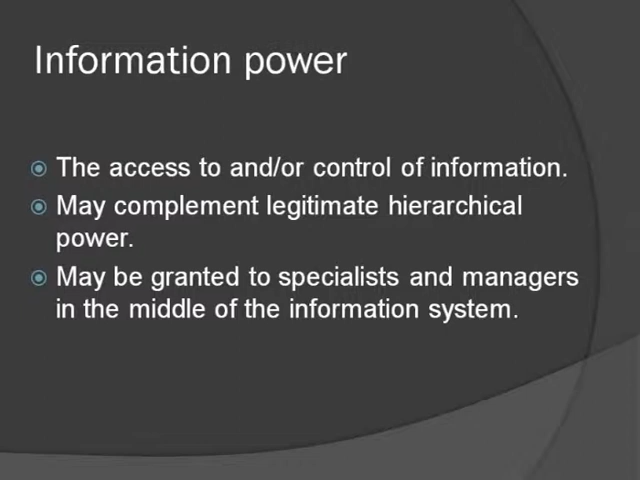 Information power
The access to and/or control of information.
May complement legitimate hierarchical
power.
May be granted to specialists and managers
in the middle of the information system.